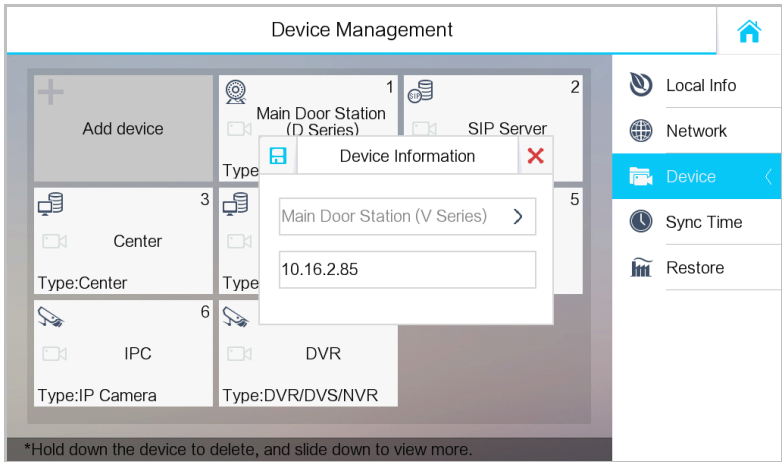 Device Management
Add device
1
Main Door Station
(D Series)
Type
SIP
2
SIP Server
Device Information
Main Door Station (V Series)
10.16.2.85
3
Center
Type:Center
Type
5
6
IPC
Type:IP Camera
DVR
Type:DVR/DVS/NVR
*Hold down the device to delete, and slide down to view more.
Local Info
Network
Device
Sync Time
Restore